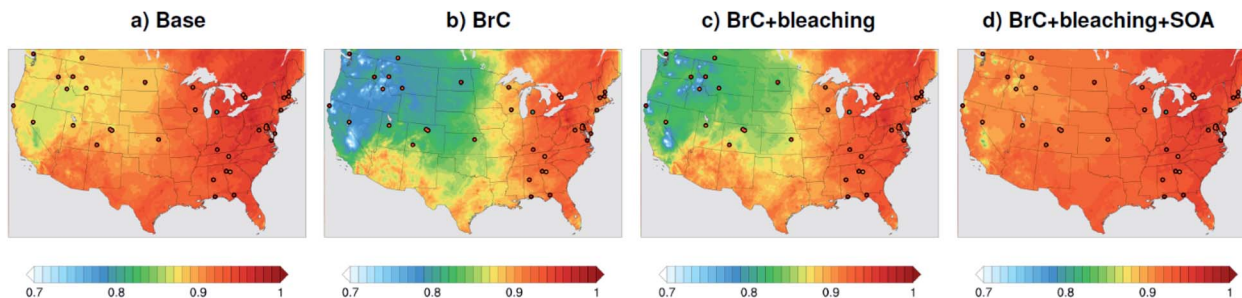 a) Base b) BrC c) BrC+bleaching d) BrC+bleaching+SOA
0.7 0.8 0.9 1 0.7 0.8 0.9 1 0.7 0.8 0.9 1 0.7 0.8 0.9 1